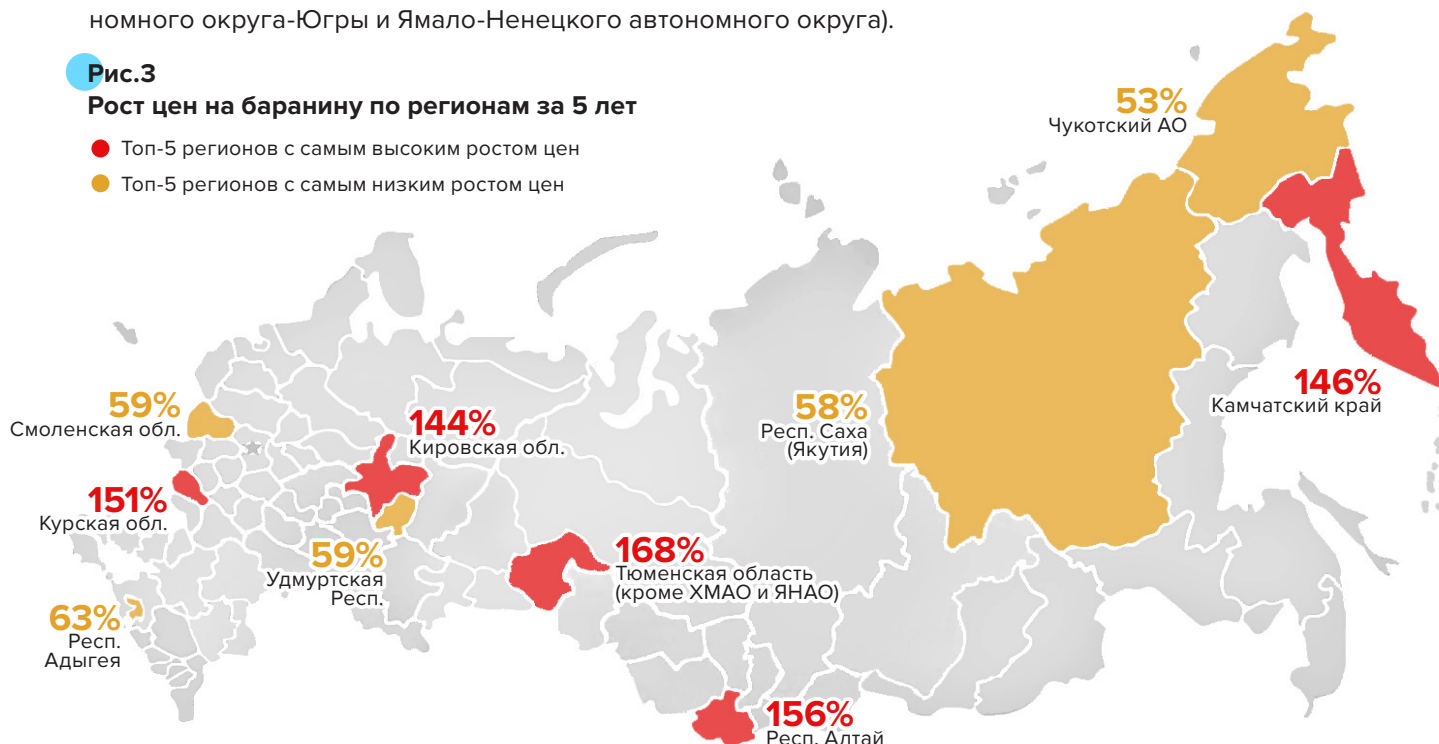 номного округа-Югры и Ямало-Ненецкого автономного округа).
Рис.3
Рост цен на баранину по регионам за 5 лет
Топ-5 регионов с самым высоким ростом цен
Топ-5 регионов с самым низким ростом цен
53%
Чукотский АО
146%
Камчатский край
59%
Смоленская обл.
144%
Кировская обл.
58%
Респ. Саха
(Якутия)
151%
Курская обл.
59%
Удмуртская
Респ.
168%
Тюменская область
(кроме ХМАО и ЯНАО)
63%
Респ.
Адыгея
156%
Респ. Алтай